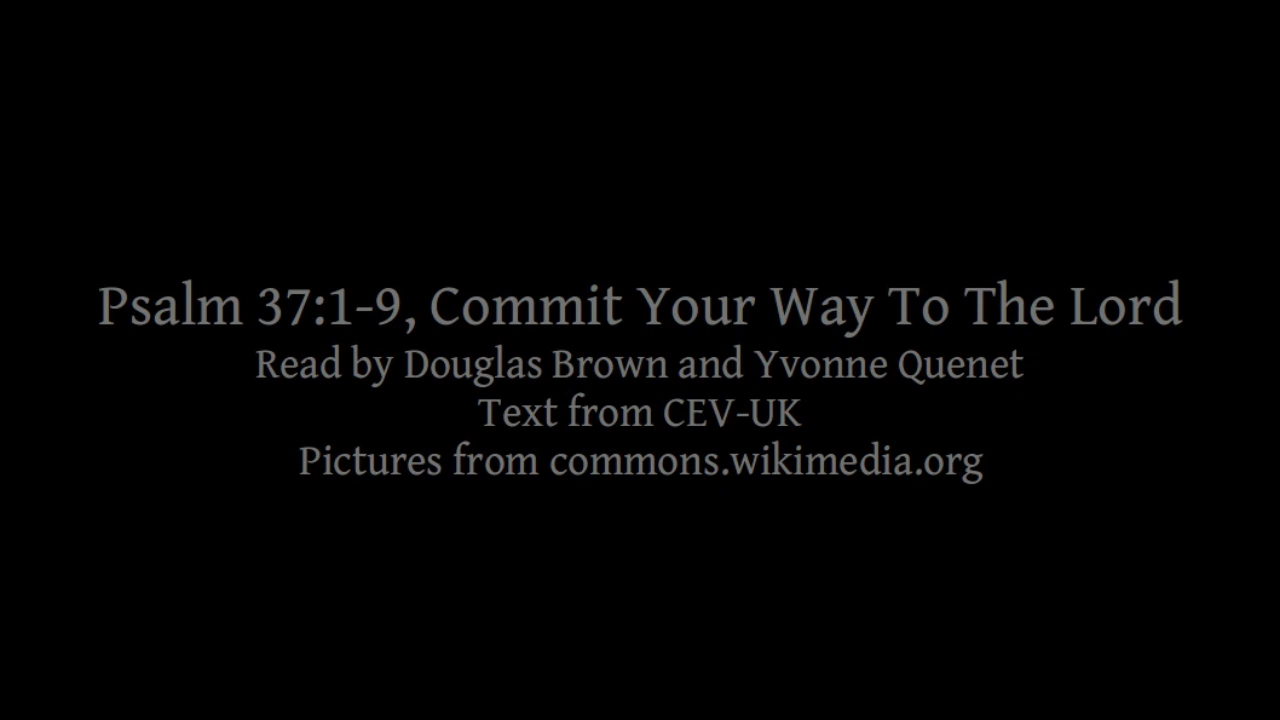 Psalm 37:1-9, Commit Your Way To The Lord
Read by Douglas Brown and Yvonne Quenet
Text from CEV-UK
Pictures from commons.wikimedia.org